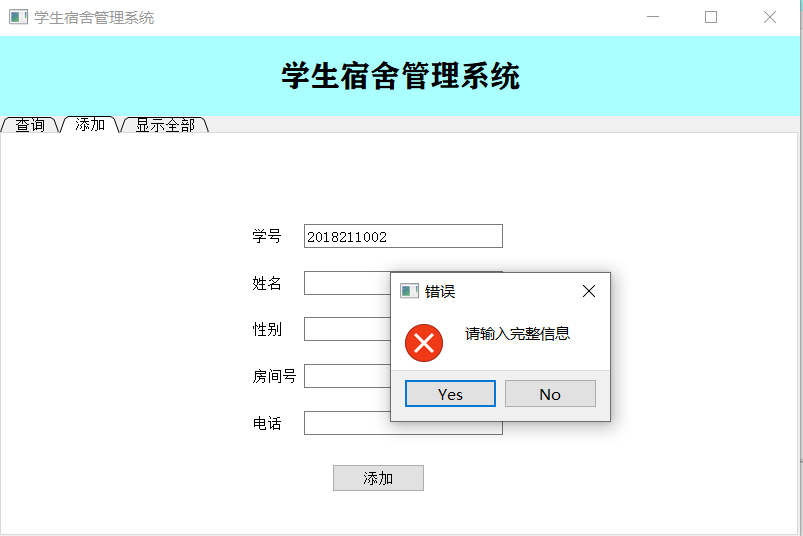 学生宿舍管理系统
学生宿舍管理系统
查询 添加 显示全部
学号 2018211002
姓名
性别
房间号
电话
添加
错误
请输入完整信息
Yes No